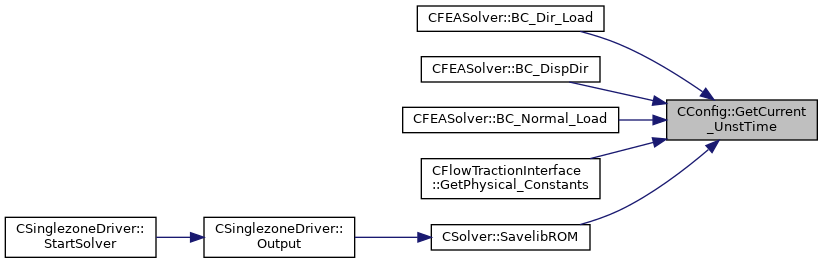 CFEASolver::BC_Dir_Load
CFEASolver::BC_DispDir
CConfig::GetCurrent
_UnstTime
CFEASolver::BC_Normal_Load
CFlowTractionInterface
::GetPhysical_Constants
CSinglezoneDriver::
StartSolver
CSinglezoneDriver::
Output
CSolver::SavelibROM